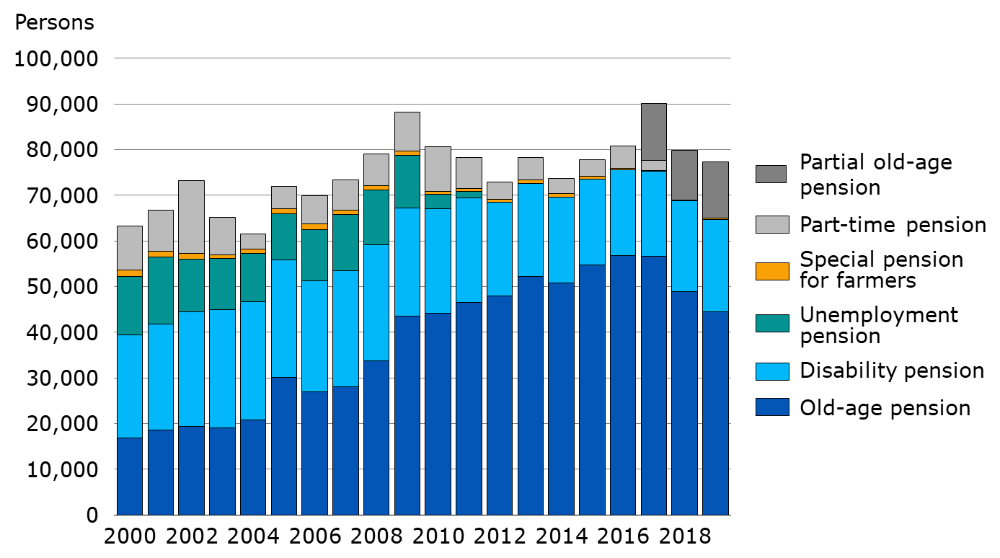 Persons
100,000
90,000
80,000
70,000
60,000
50,000
40,000
30,000
20,000
10,000
0
2000 2002 2004 2006 2008 2010 2012 2014 2016 2018
Partial old-age
pension
Part-time pension
Special pension
for farmers
Unemployment
pension
Disability pension
Old-age pension